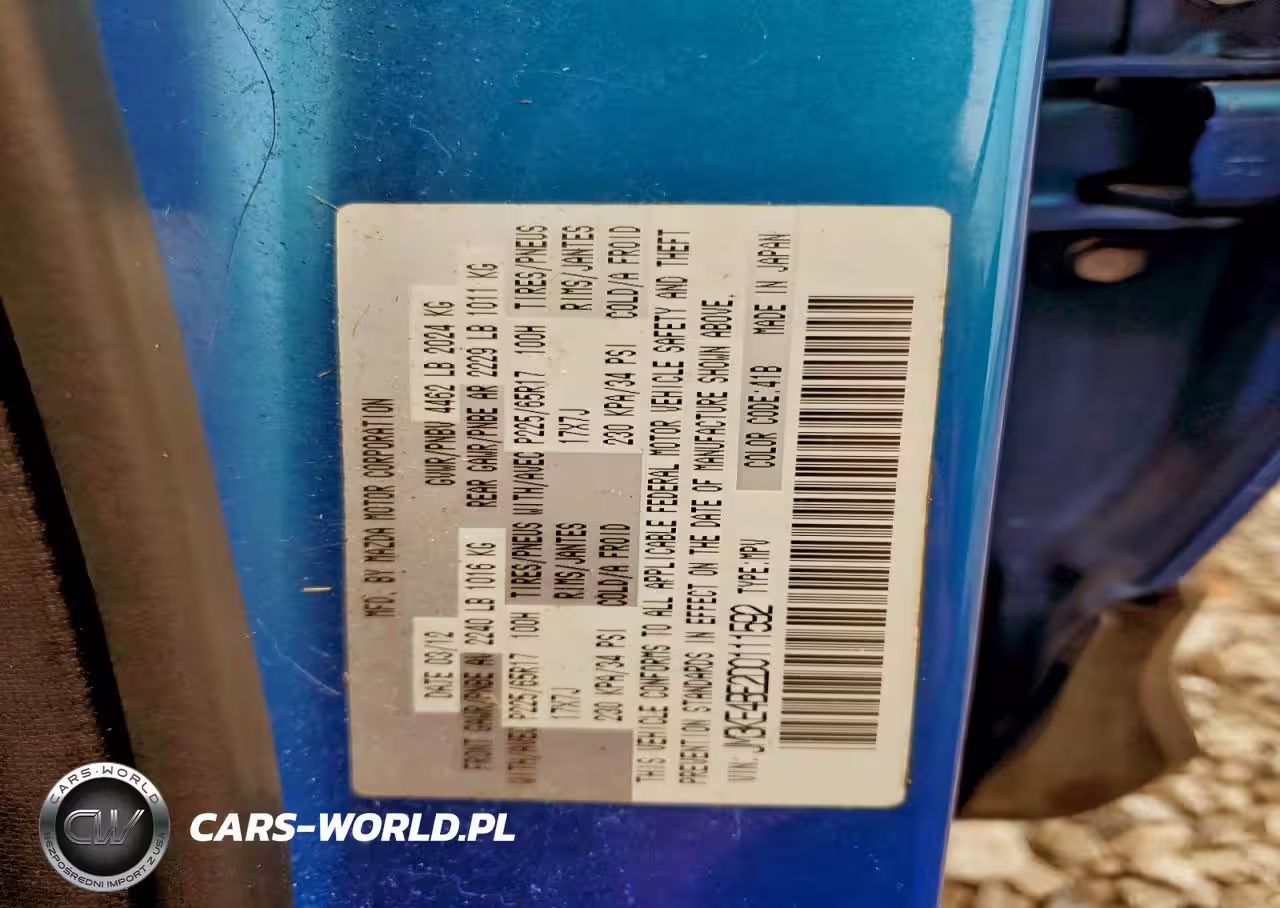 MFD. BY MAZDA MOTOR CORPORATION
DATE 03/12 GVWR/PNBV 4462 LB 2024 KG
FRONT GAWR/PNBE AV 2240 LB 1016 KG REAR GAWR/PNBE AR 2229 LB 1011 KG
WITH/AVEC P225/65R17 100H TIRES/PNEUS WITH/AVEC P225/65R17 100H TIRES/PNEUS
17X7J RIMS/JANTES 17X7J RIMS/JANTES
230 KPA/34 PSI COLD/A FROID 230 KPA/34 PSI COLD/A FROID
THIS VEHICLE CONFORMS TO ALL APPLICABLE FEDERAL MOTOR VEHICLE SAFETY AND THEFT
PREVENTION STANDARDS IN EFFECT ON THE DATE OF MANUFACTURE SHOWN ABOVE.
VIN: JM3KE4BE2D0111592 TYPE:MPV COLOR CODE:41B MADE IN JAPAN
CARS-WORLD
CW
BEZPOŚREDNI IMPORT Z USA
CARS-WORLD.PL